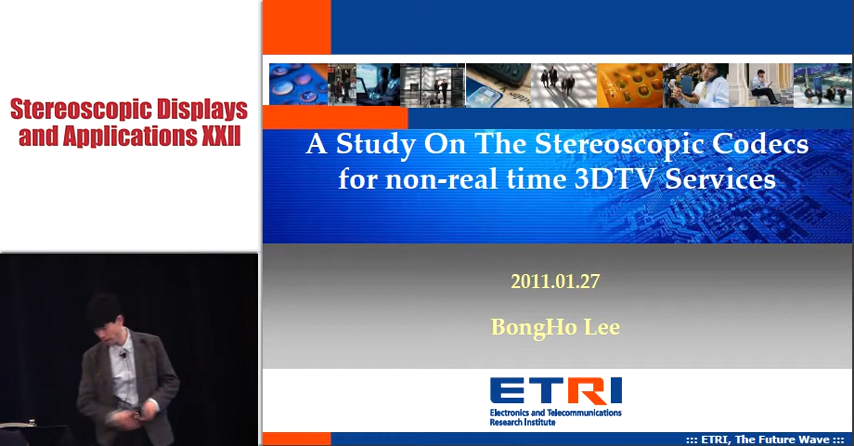 Stereoscopic Displays
and Applications XXII
A Study On The Stereoscopic Codecs
for non-real time 3DTV Services
2011.01.27
BongHo Lee
ETRI
Electronics and Telecommunications
Research Institute
::: ETRI, The Future Wave :::